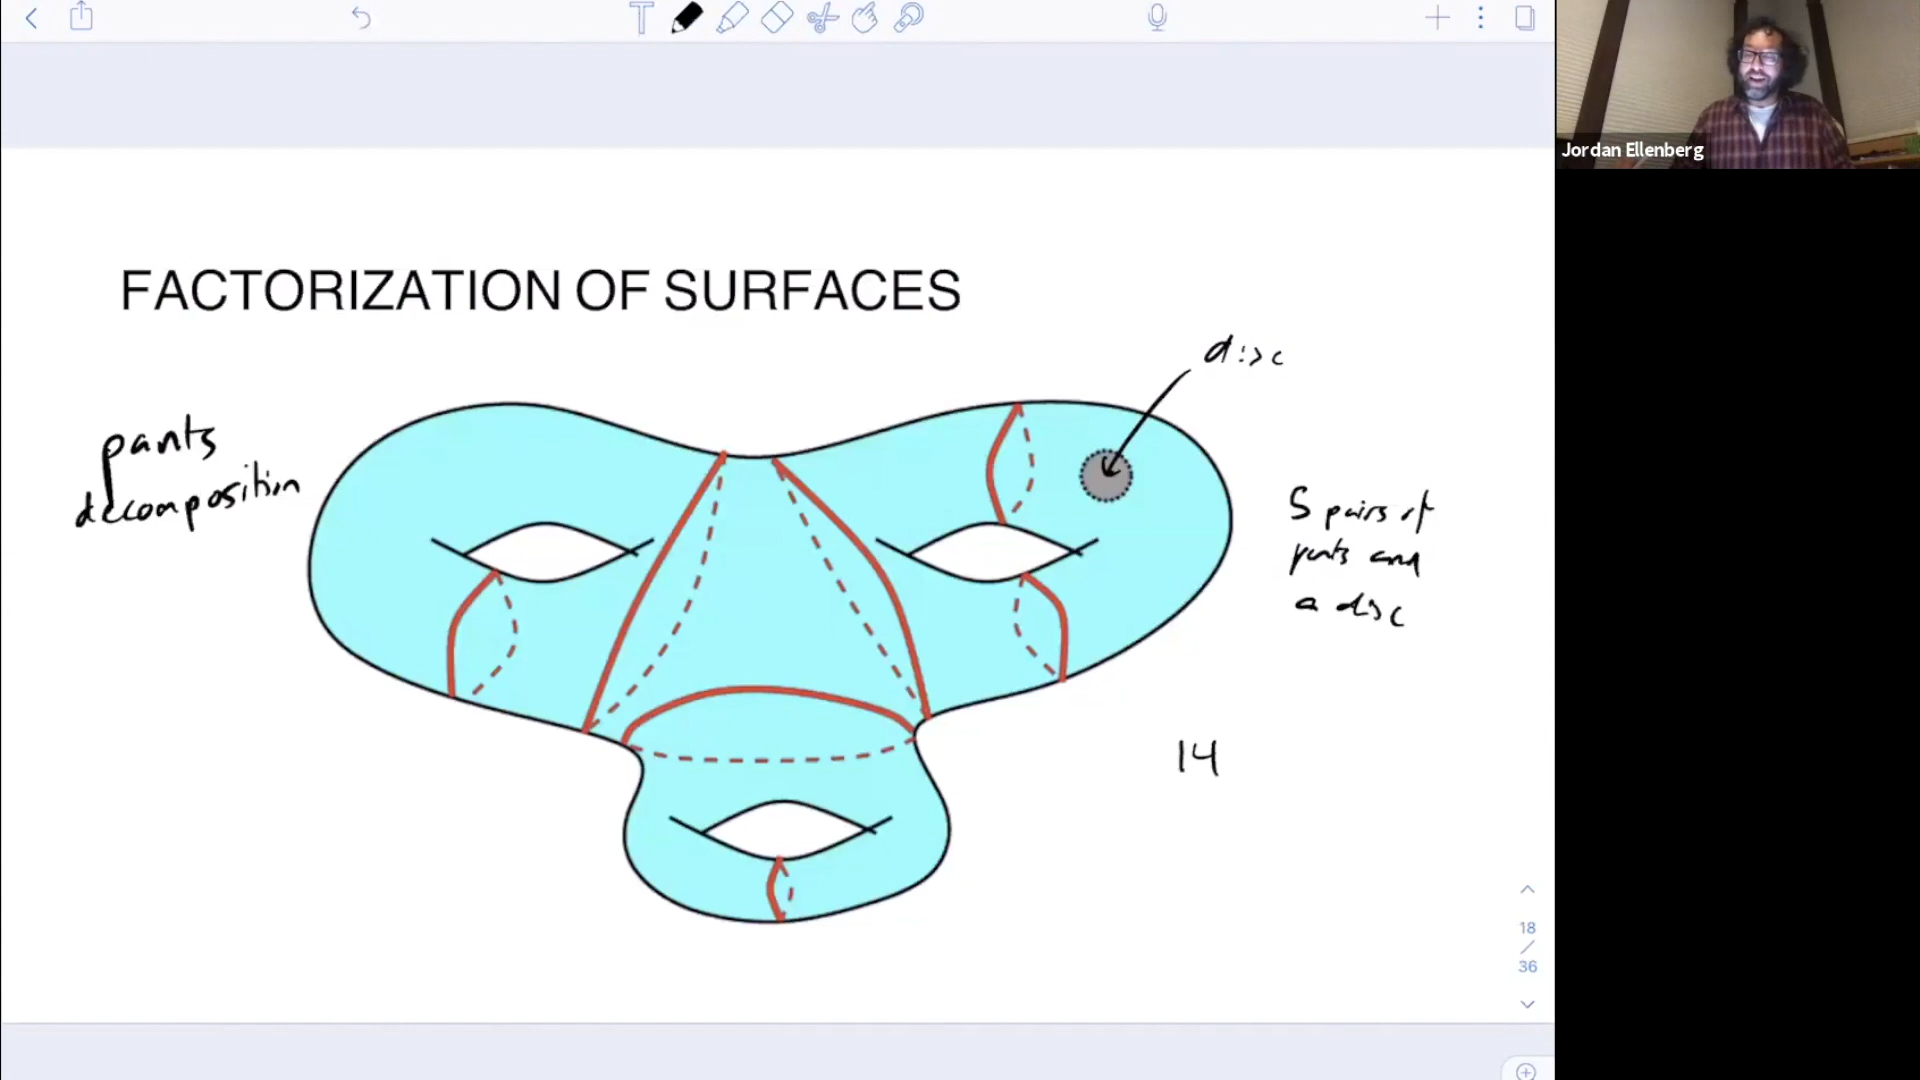 Jordan Ellenberg
FACTORIZATION OF SURFACES
disc
pants
decomposition
5 pairs of
pants and
a disc
14
18
/
36